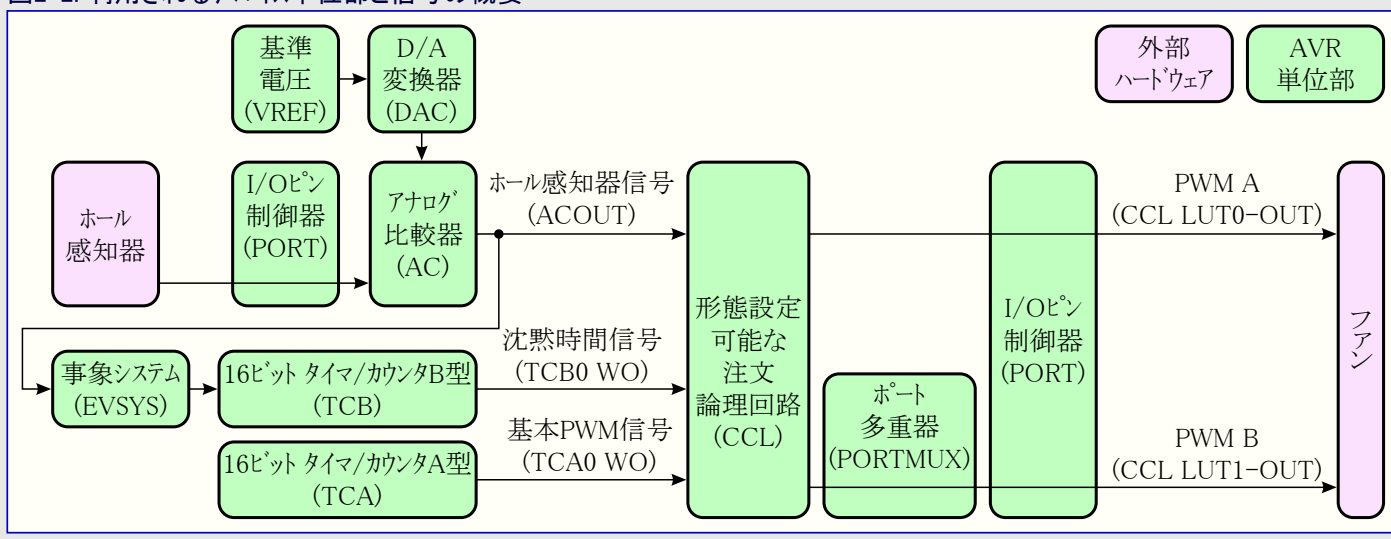 基準
電圧
(VREF)
D/A
変換器
(DAC)
外部
ハードウェア
AVR
単位部
ホール
感知器
I/Oピン
制御器
(PORT)
アナログ
比較器
(AC)
ホール感知器信号
(ACOUT)
形態設定
可能な
注文
論理回路
(CCL)
I/Oピン
制御器
(PORT)
PWM A
(CCL LUT0-OUT)
ファン
事象システム
(EVSYS)
16ビット タイマ/カウンタB型
(TCB)
沈黙時間信号
(TCB0 WO)
16ビット タイマ/カウンタA型
(TCA)
基本PWM信号
(TCA0 WO)
ポート
多重器
(PORTMUX)
PWM B
(CCL LUT1-OUT)